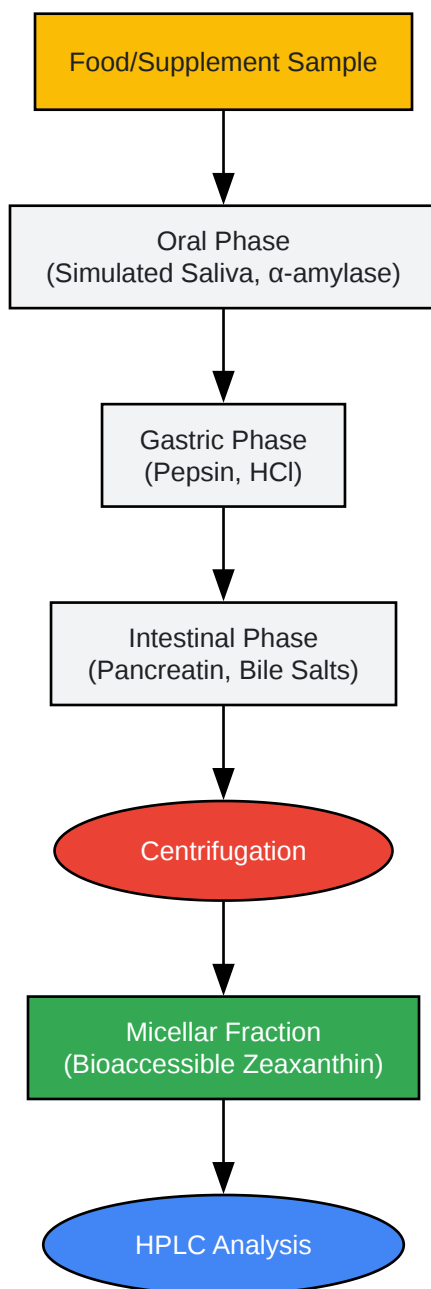 Food/Supplement Sample
Oral Phase
(Simulated Saliva, α-amylase)
Gastric Phase
(Pepsin, HCl)
Intestinal Phase
(Pancreatin, Bile Salts)
Centrifugation
Micellar Fraction
(Bioaccessible Zeaxanthin)
HPLC Analysis